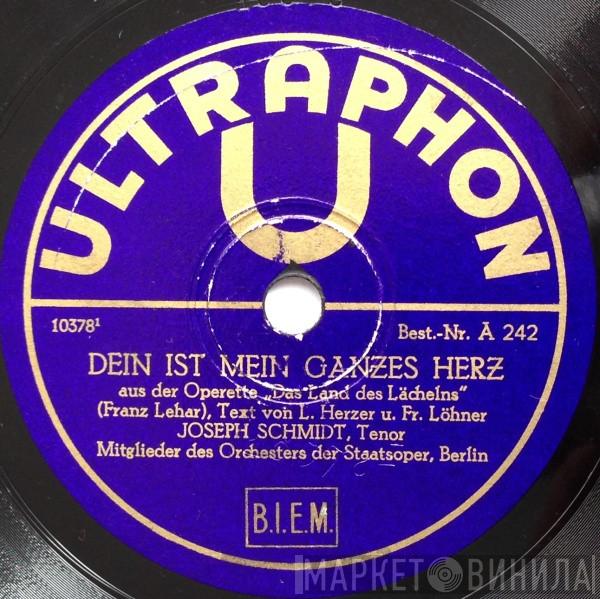 ULTRAPHON
U
10378¹
Best.-Nr. A 242
DEIN IST MEIN GANZES HERZ
aus der Operette „Das Land des Lächelns"
(Franz Lehar), Text von L. Herzer u. Fr. Löhner
JOSEPH SCHMIDT, Tenor
Mitglieder des Orchesters der Staatsoper, Berlin
B.I.E.M.
МАРКЕТ ВИНИЛА